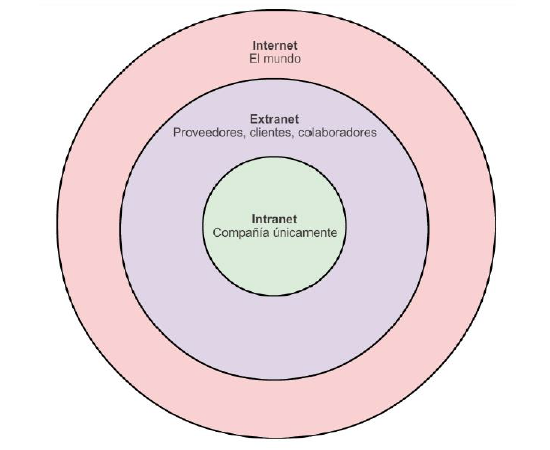 Internet
El mundo
Extranet
Proveedores, clientes, colaboradores
Intranet
Compañía únicamente